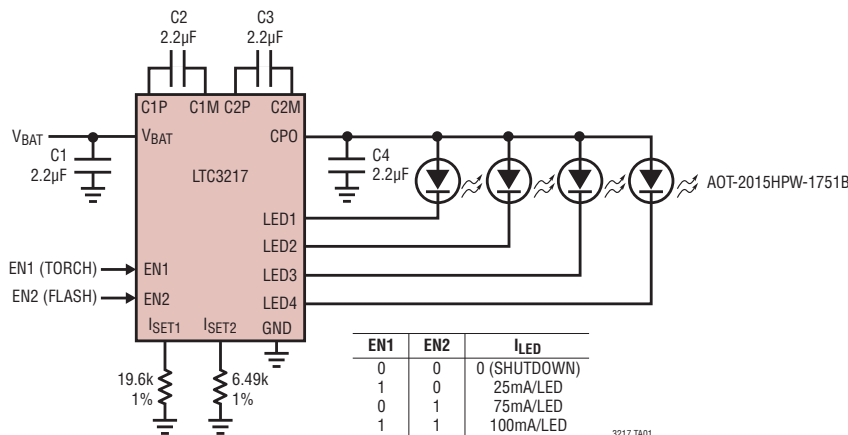 C2
2.2µF
C3
2.2µF
C1P C1M C2P C2M
VBAT
VBAT
CPO
C1
2.2µF
LTC3217
C4
2.2µF
AOT-2015HPW-1751B
LED1
LED2
LED3
LED4
EN1 (TORCH)
EN1
EN2 (FLASH)
EN2
ISET1 ISET2 GND
19.6k
1%
6.49k
1%
EN1 EN2 ILED
0 0 0 (SHUTDOWN)
1 0 25mA/LED
0 1 75mA/LED
1 1 100mA/LED
3217 TA01